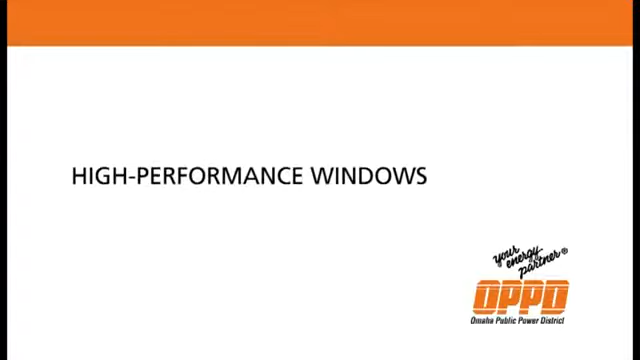 HIGH-PERFORMANCE WINDOWS
your
energy
partner®
OPPD
Omaha Public Power District